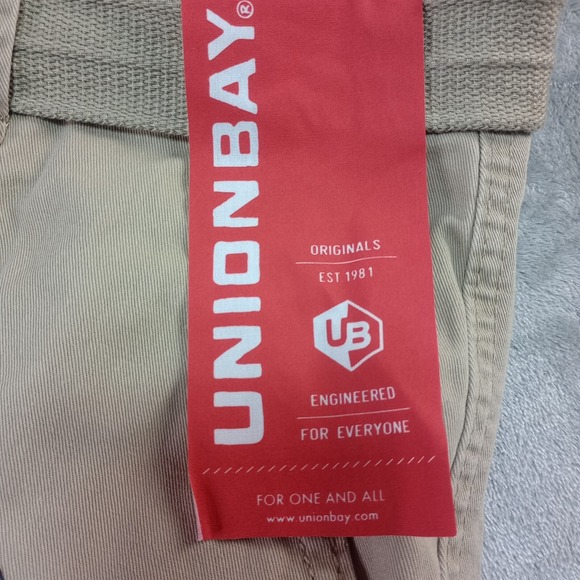 UNIONBAY®
ORIGINALS
EST 1981
UB
ENGINEERED
FOR EVERYONE
FOR ONE AND ALL
www.unionbay.com